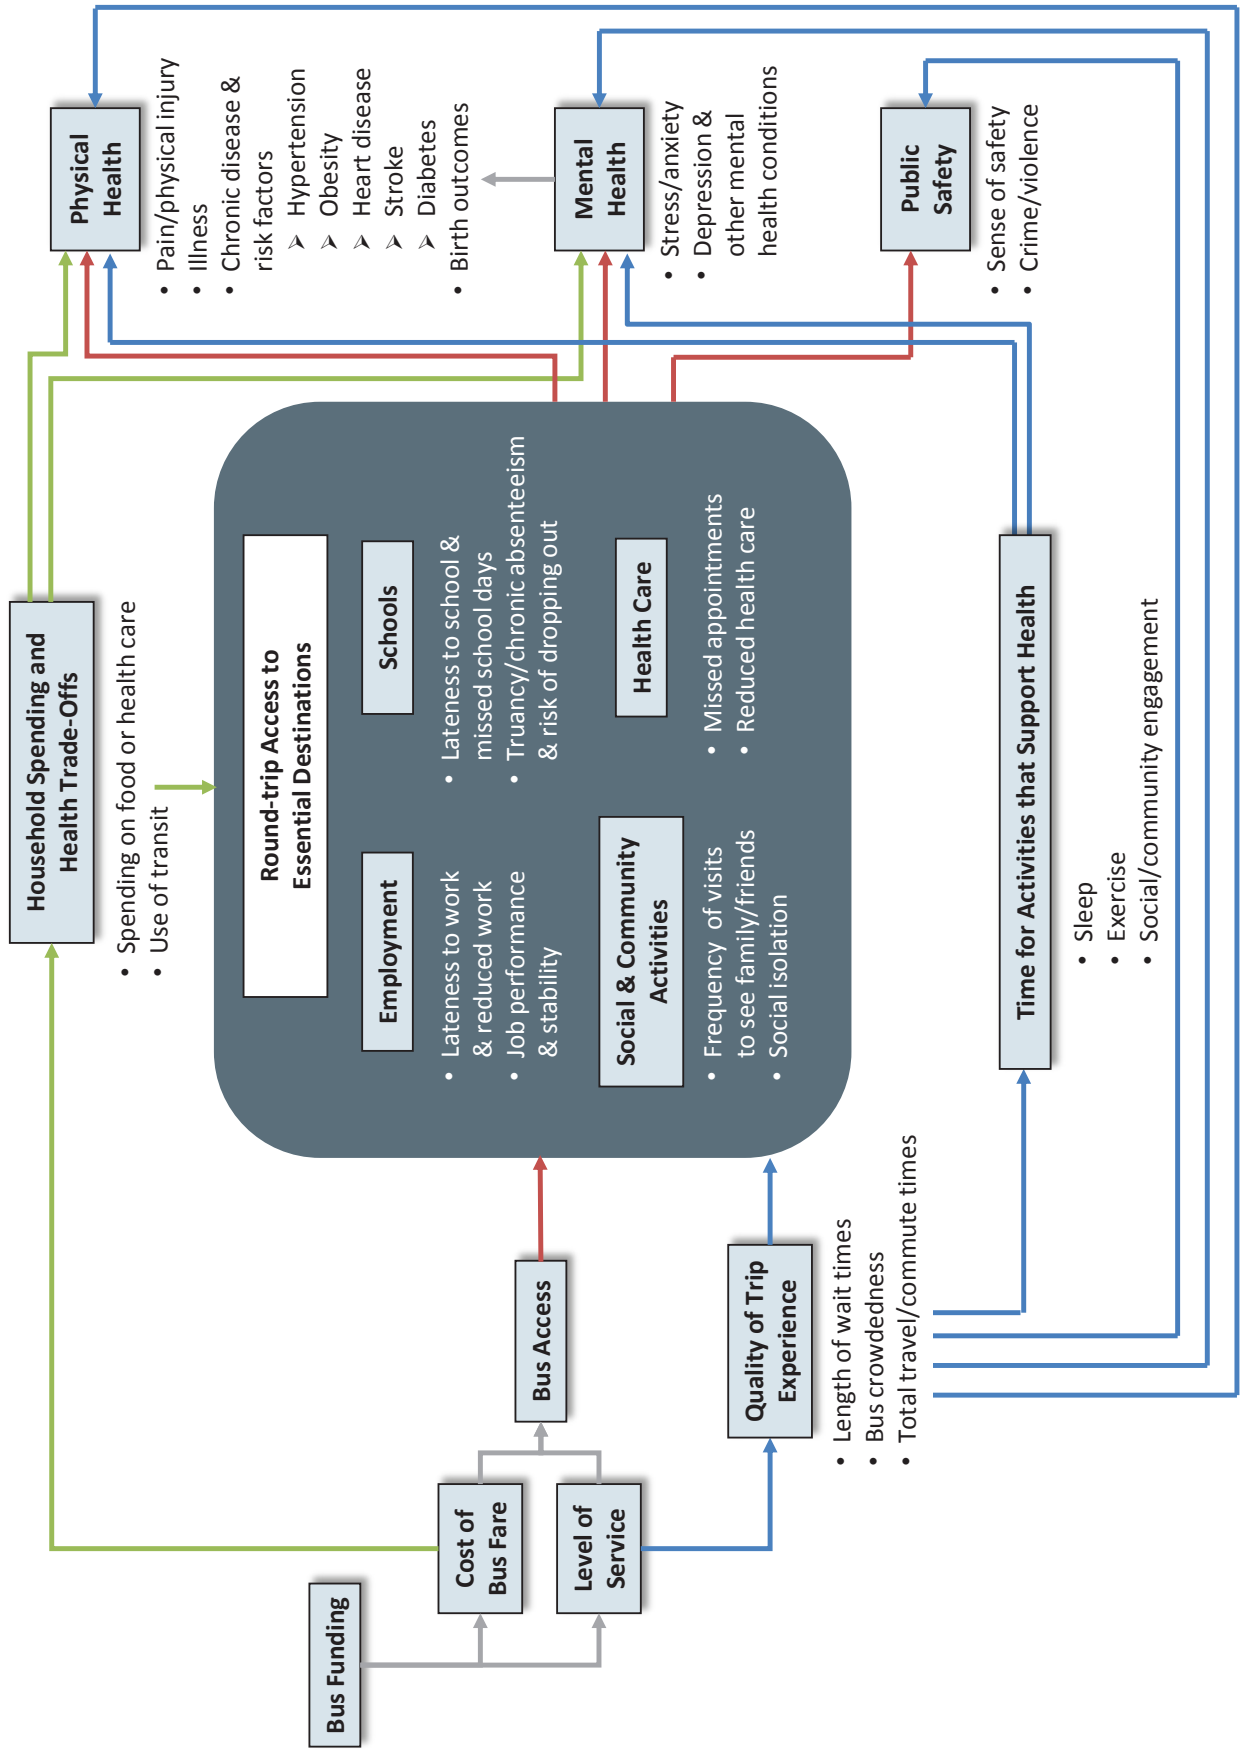 Bus Funding
Cost of
Bus Fare
Level of
Service
Bus Access
Quality of Trip
Experience
• Length of wait times
• Bus crowdedness
• Total travel/commute times
Household Spending and
Health Trade-Offs
• Spending on food or health care
• Use of transit
Round-trip Access to
Essential Destinations
Employment
• Lateness to work
& reduced work
• Job performance
& stability
Schools
• Lateness to school &
missed school days
• Truancy/chronic absenteeism
& risk of dropping out
Social & Community
Activities
• Frequency of visits
to see family/friends
• Social isolation
Health Care
• Missed appointments
• Reduced health care
Time for Activities that Support Health
• Sleep
• Exercise
• Social/community engagement
Physical
Health
• Pain/physical injury
• Illness
• Chronic disease &
risk factors
➢ Hypertension
➢ Obesity
➢ Heart disease
➢ Stroke
➢ Diabetes
• Birth outcomes
Mental
Health
• Stress/anxiety
• Depression &
other mental
health conditions
Public
Safety
• Sense of safety
• Crime/violence